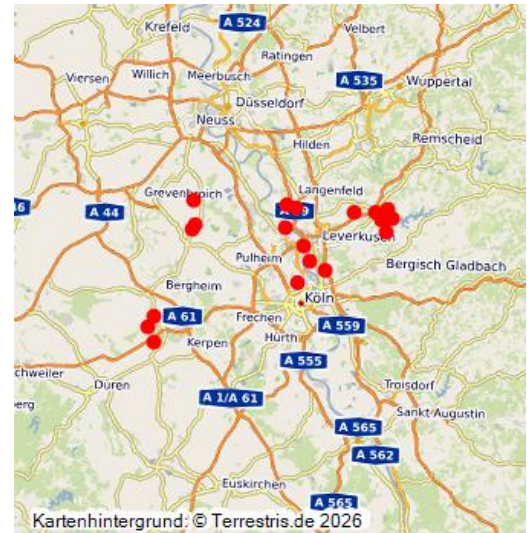 Krefeld
A 524
Velbert
Ratingen
Viersen
Willich
Meerbusch
A 535
Wuppertal
Düsseldorf
Neuss
Remscheid
Hilden
Grevenbroich
Langenfeld
A 44
Leverkusen
Pulheim
Bergisch Gladbach
Bergheim
Köln
A 61
Frechen
A 559
Kerpen
Hürth
A 555
Düren
Troisdorf
A 1/A 61
Sankt Augustin
A 565
A 562
Euskirchen
A 565
Kartenhintergrund: © Terrestris.de 2026